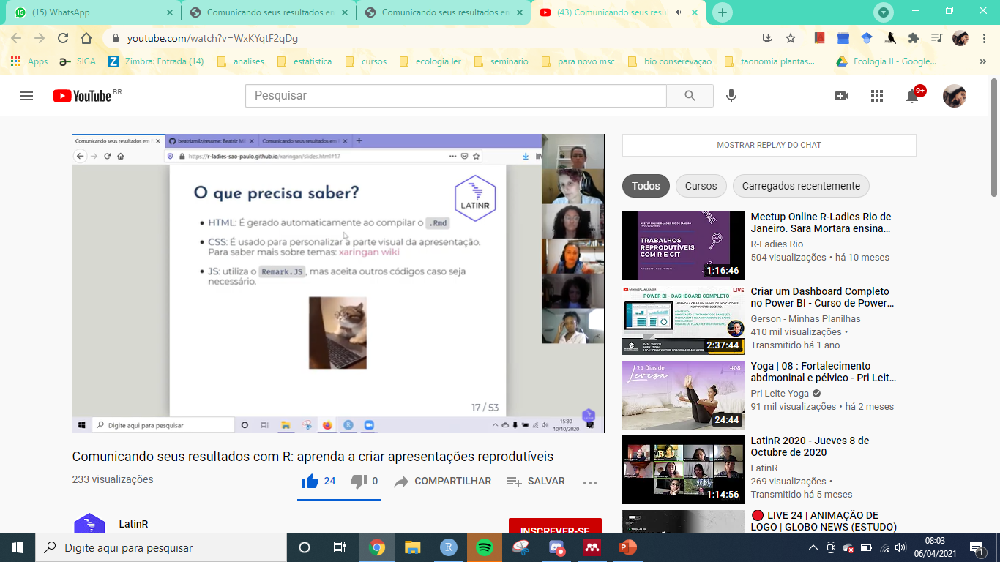 (15) WhatsApp
Comunicando seus resultados en
Comunicando seus resultados en
(43) Comunicando seus resul
youtube.com/watch?v=WxKYqtF2qDg
Apps
SIGA
Zimbra: Entrada (14)
analises
estatistica
cursos
ecologia ler
seminario
para novo msc
bio conserevaçao
taonomia plantas...
Ecologia II - Google...
»
YouTube BR
Pesquisar
9+
Comunicando seus resultados em
beatrizmilz/resume: Beatriz Mil
Comunicando seus resultados em
https://r-ladies-sao-paulo.github.io/xaringan/slides.html#17
O que precisa saber?
LATINR
HTML: É gerado automaticamente ao compilar o .Rmd
CSS: É usado para personalizar a parte visual da apresentação.
Para saber mais sobre temas: xaringan wiki
JS: utiliza o Remark.JS, mas aceita outros códigos caso seja
necessário.
17 / 53
Digite aqui para pesquisar
15:30
10/10/2020
Comunicando seus resultados com R: aprenda a criar apresentações reprodutíveis
233 visualizações
24
0
COMPARTILHAR
SALVAR
LatinR
INSCREVER-SE
MOSTRAR REPLAY DO CHAT
Todos
Cursos
Carregados recentemente
MEETUP ONLINE R-LADIES RIO DE JANEIRO
TRABALHOS
REPRODUTÍVEIS
COM R E GIT
1:16:46
Meetup Online R-Ladies Rio de
Janeiro. Sara Mortara ensina...
R-Ladies Rio
504 visualizações • há 10 meses
LIVE
POWER BI - DASHBOARD COMPLETO
2:37:44
Criar um Dashboard Completo
no Power BI - Curso de Power...
Gerson - Minhas Planilhas
410 mil visualizações •
Transmitido há 1 ano
21 Dias de
Leveza
#08
24:44
Yoga | 08 : Fortalecimento
abdmoninal e pélvico - Pri Leit...
Pri Leite Yoga
91 mil visualizações • há 2 meses
1:14:56
LatinR 2020 - Jueves 8 de
Octubre de 2020
LatinR
269 visualizações •
Transmitido há 5 meses
🔴 LIVE 24 | ANIMAÇÃO DE
LOGO | GLOBO NEWS (ESTUDO)
Digite aqui para pesquisar
08:03
06/04/2021
1